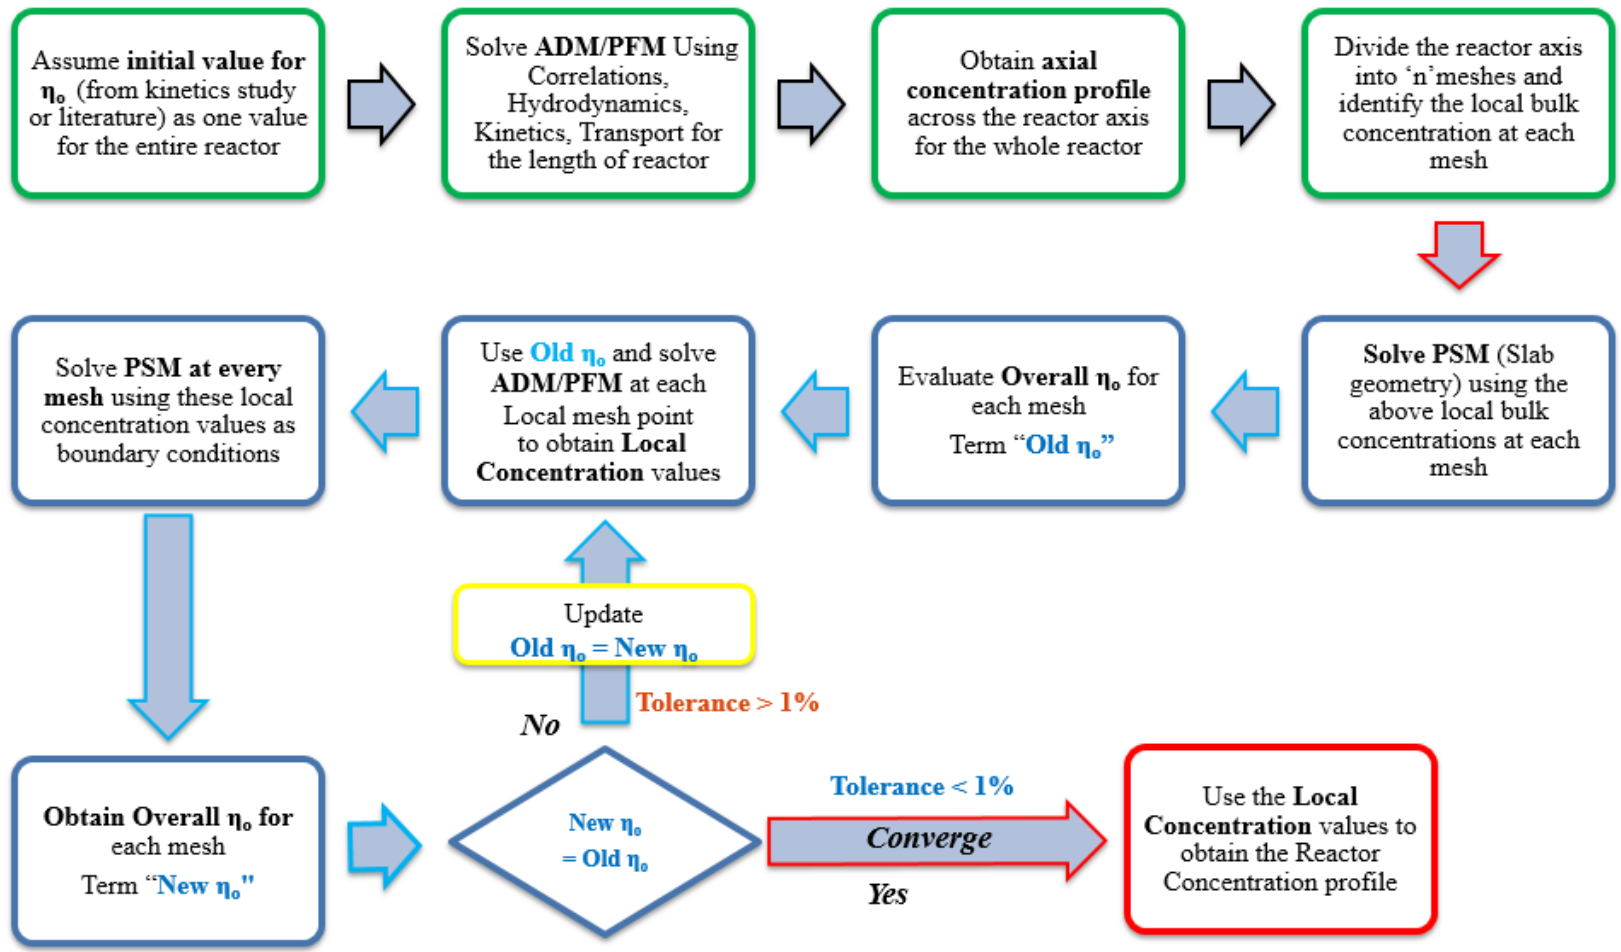 Assume initial value for
ηₒ (from kinetics study
or literature) as one value
for the entire reactor
Solve ADM/PFM Using
Correlations,
Hydrodynamics,
Kinetics, Transport for
the length of reactor
Obtain axial
concentration profile
across the reactor axis
for the whole reactor
Divide the reactor axis
into ‘n’meshes and
identify the local bulk
concentration at each
mesh
Solve PSM (Slab
geometry) using the
above local bulk
concentrations at each
mesh
Evaluate Overall ηₒ for
each mesh
Term “Old ηₒ”
Use Old ηₒ and solve
ADM/PFM at each
Local mesh point
to obtain Local
Concentration values
Solve PSM at every
mesh using these local
concentration values as
boundary conditions
Obtain Overall ηₒ for
each mesh
Term “New ηₒ"
New ηₒ
= Old ηₒ
No
Tolerance > 1%
Update
Old ηₒ = New ηₒ
Tolerance < 1%
Converge
Yes
Use the Local
Concentration values to
obtain the Reactor
Concentration profile